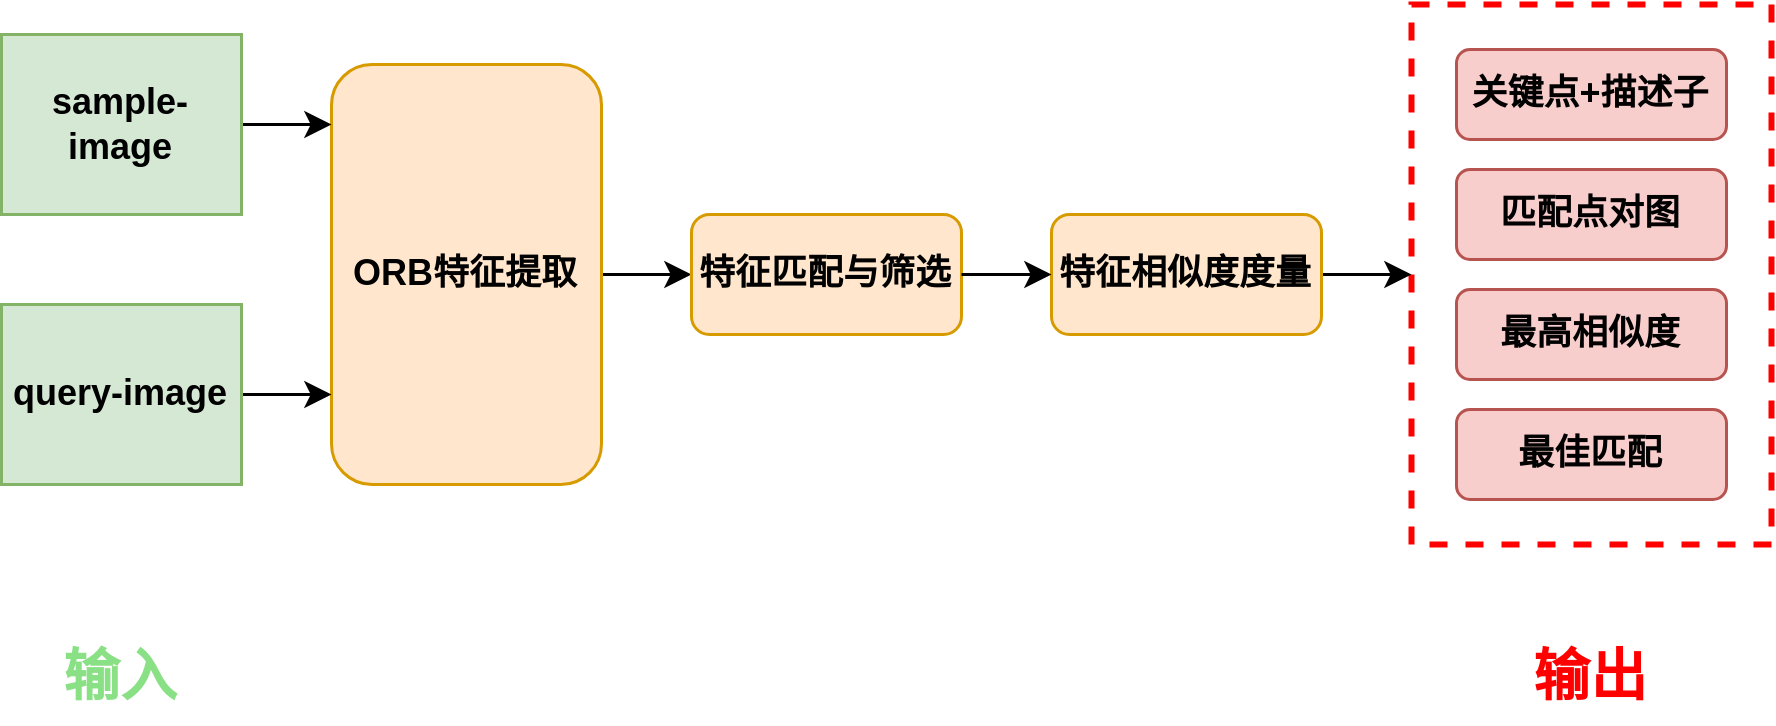 sample-
image
query-image
ORB特征提取
特征匹配与筛选
特征相似度度量
关键点+描述子
匹配点对图
最高相似度
最佳匹配
输入
输出